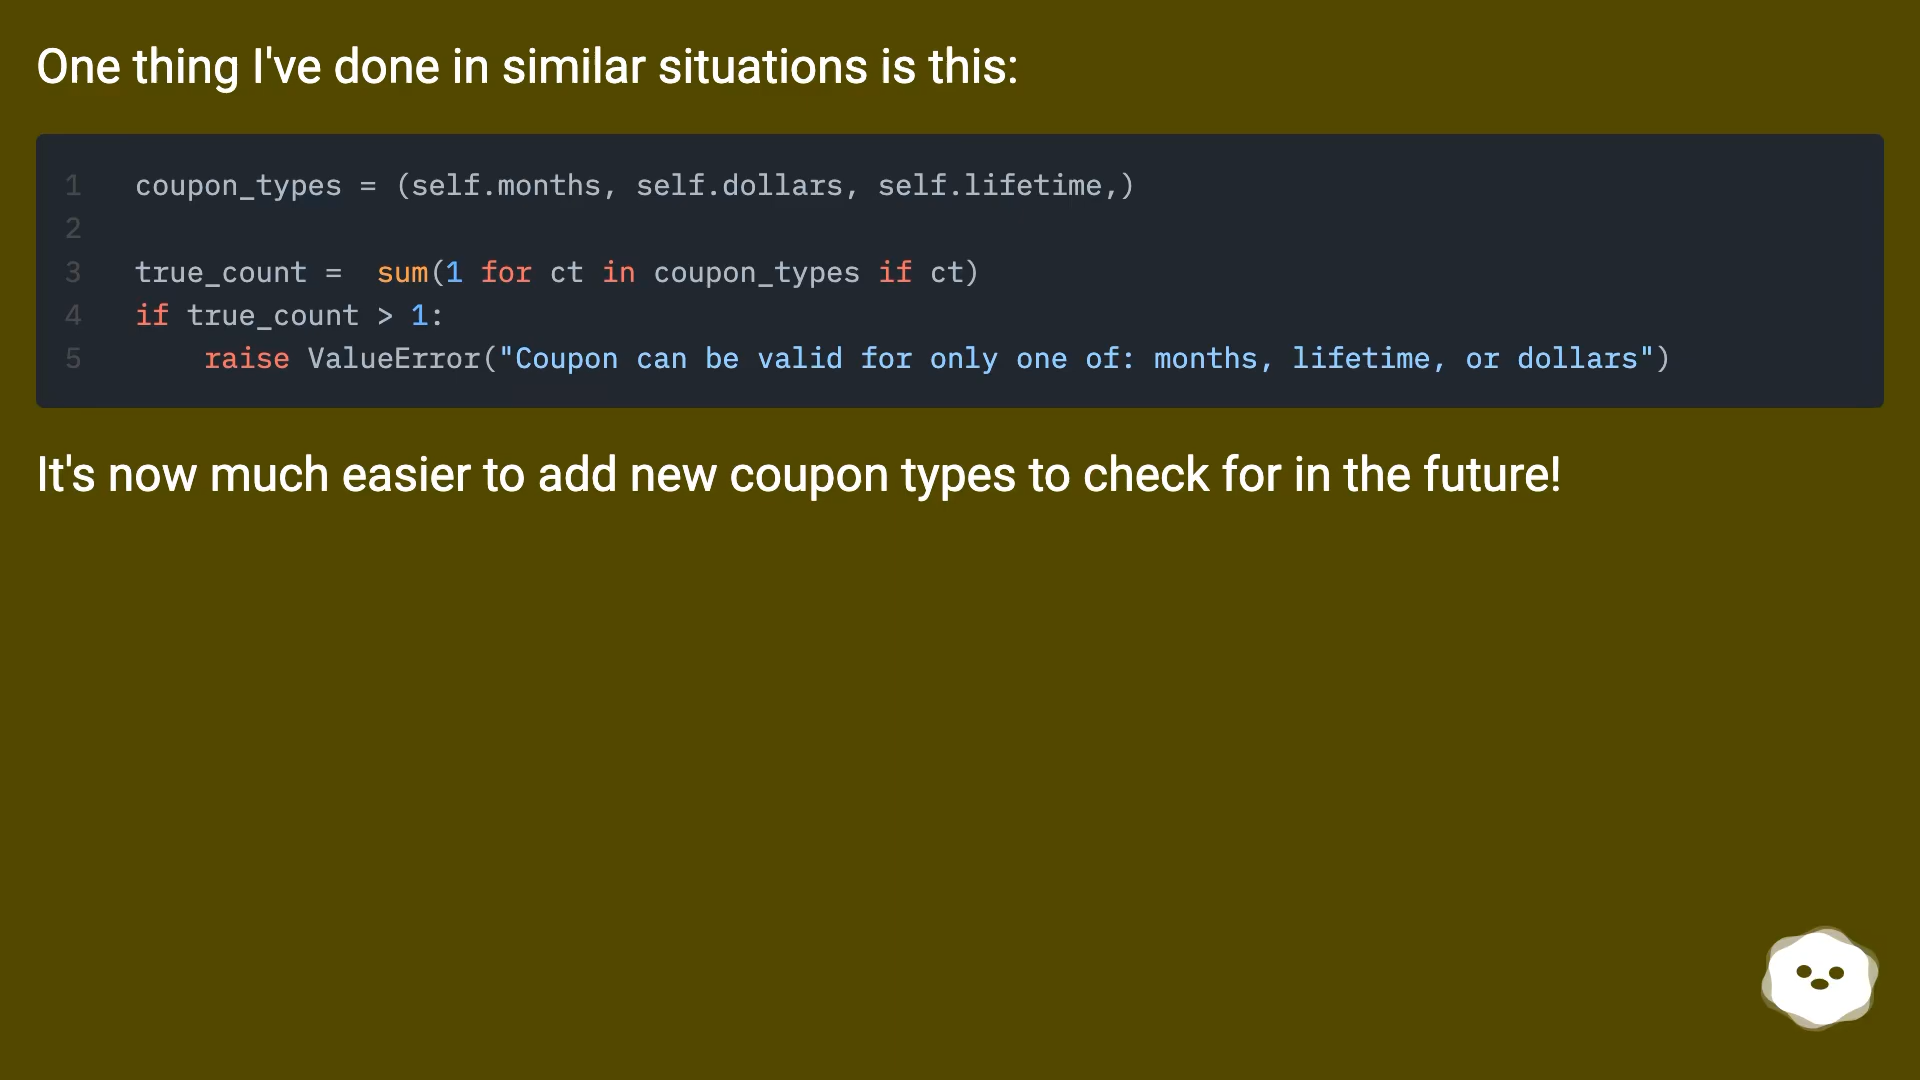 One thing I've done in similar situations is this:
1 coupon_types = (self.months, self.dollars, self.lifetime,)
2
3 true_count =  sum(1 for ct in coupon_types if ct)
4 if true_count > 1:
5     raise ValueError("Coupon can be valid for only one of: months, lifetime, or dollars")
It's now much easier to add new coupon types to check for in the future!